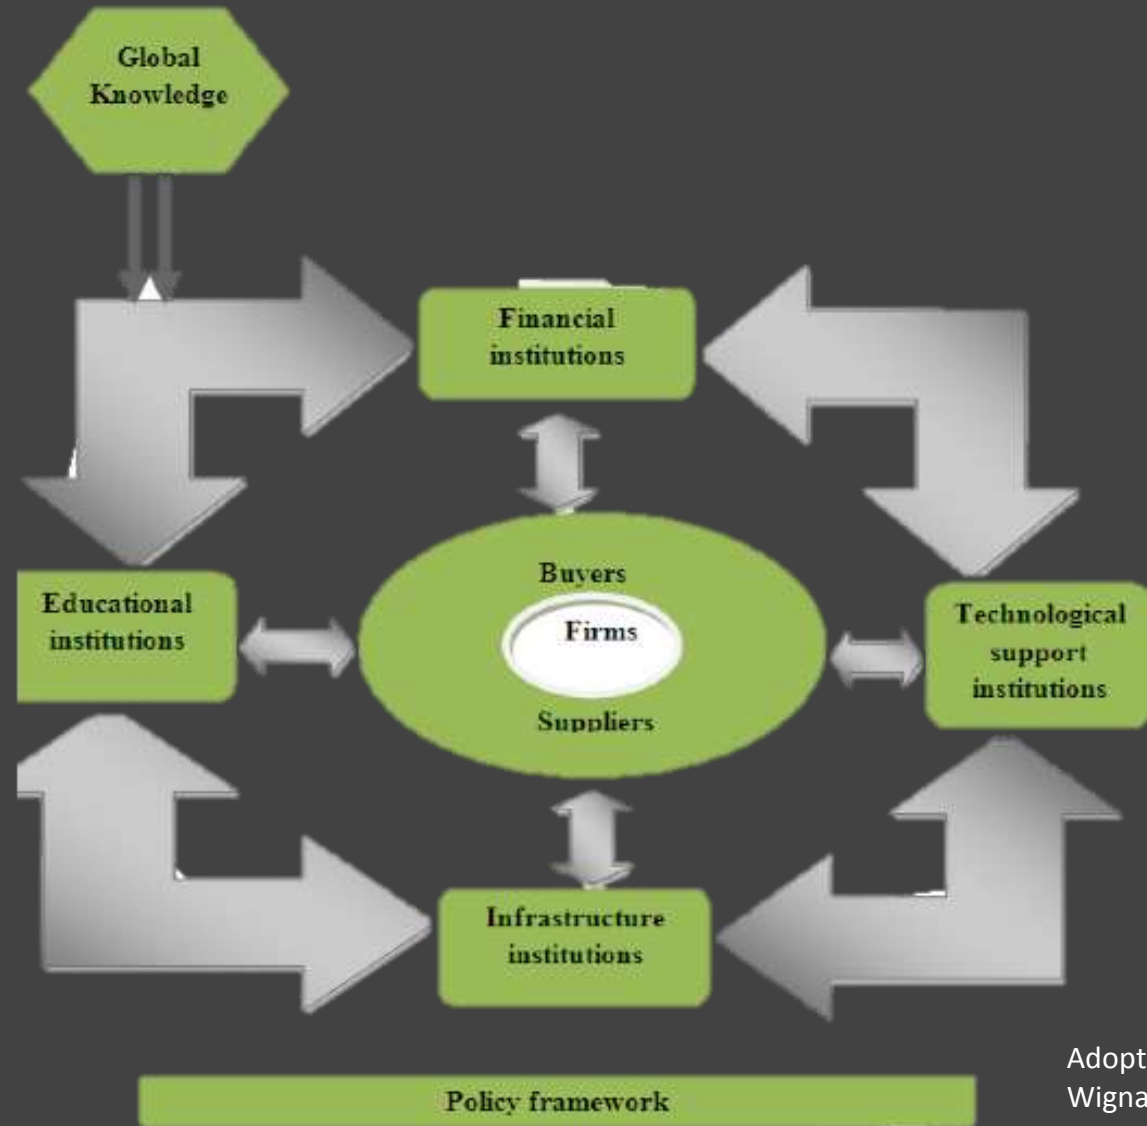 Global
Knowledge
Financial
institutions
Educational
institutions
Buyers
Firms
Suppliers
Technological
support
institutions
Infrastructure
institutions
Policy framework
Adopt
Wigna